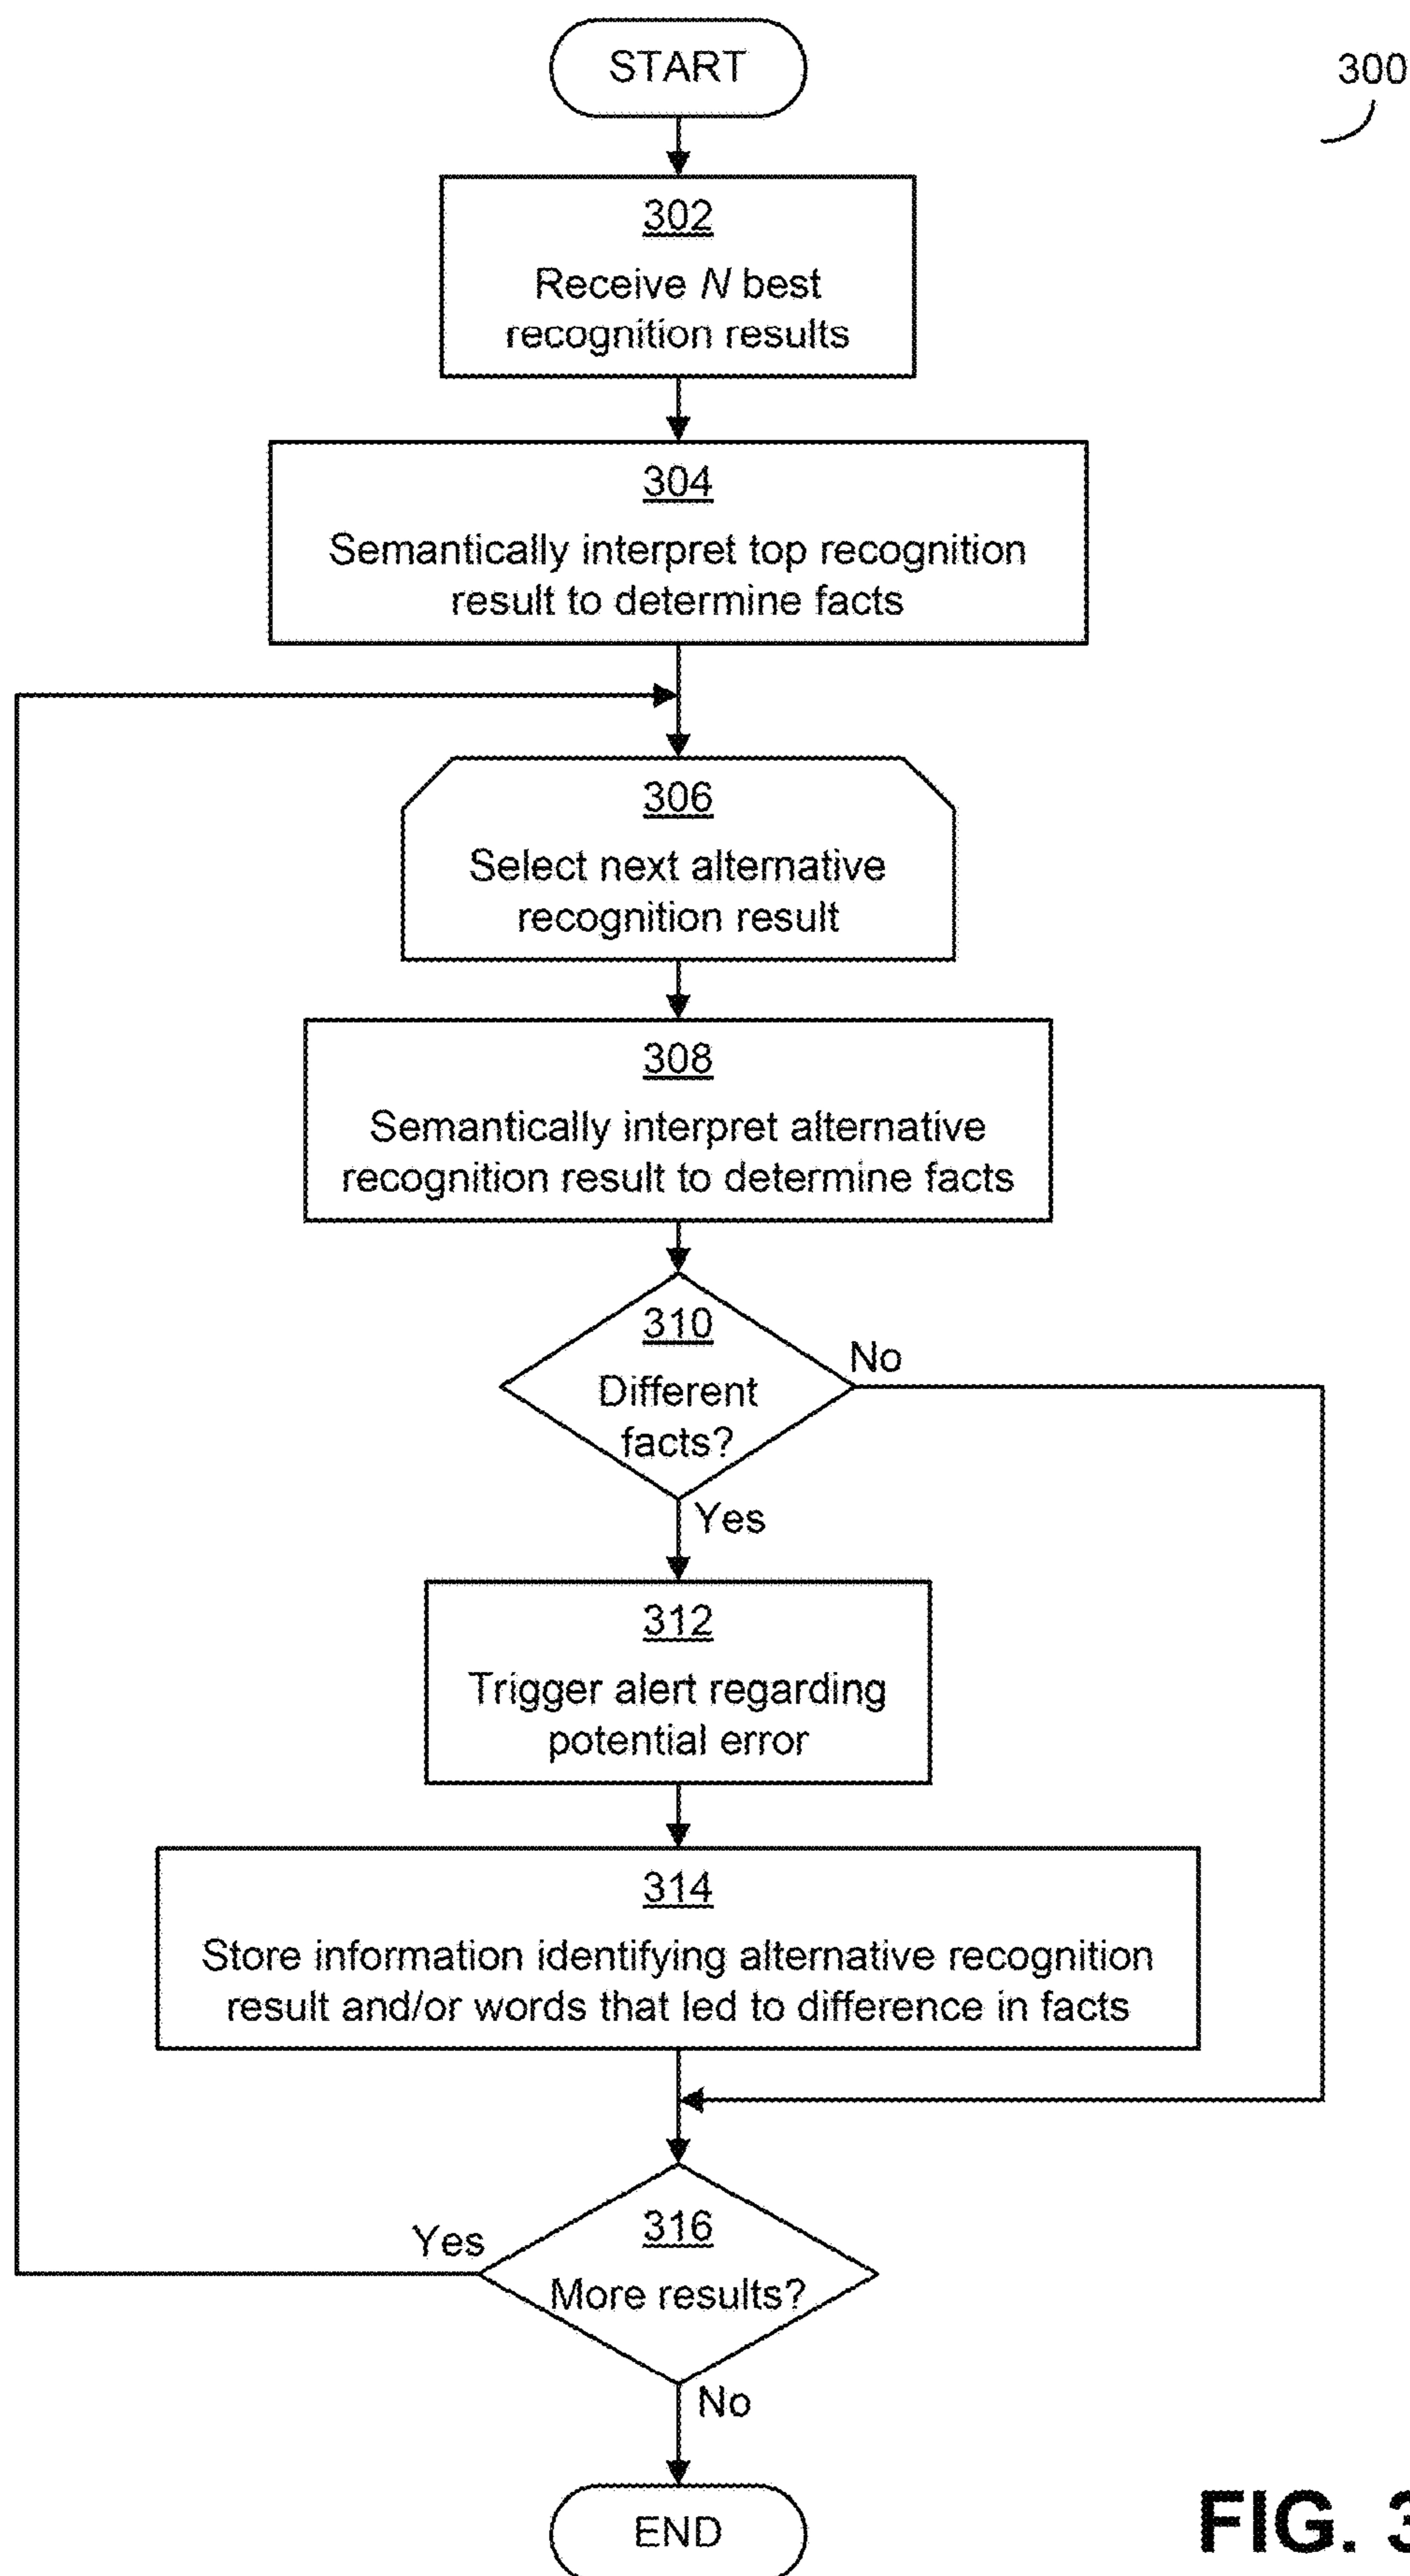 START
300
302
Receive N best
recognition results
304
Semantically interpret top recognition
result to determine facts
306
Select next alternative
recognition result
308
Semantically interpret alternative
recognition result to determine facts
310
Different
facts?
No
Yes
312
Trigger alert regarding
potential error
314
Store information identifying alternative recognition
result and/or words that led to difference in facts
316
More results?
Yes
No
END
FIG. 3